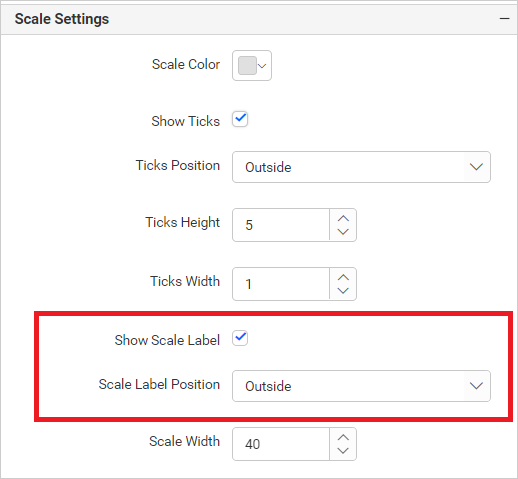 Scale Settings
Scale Color
Show Ticks
Ticks Position Outside
Ticks Height 5
Ticks Width 1
Show Scale Label
Scale Label Position Outside
Scale Width 40